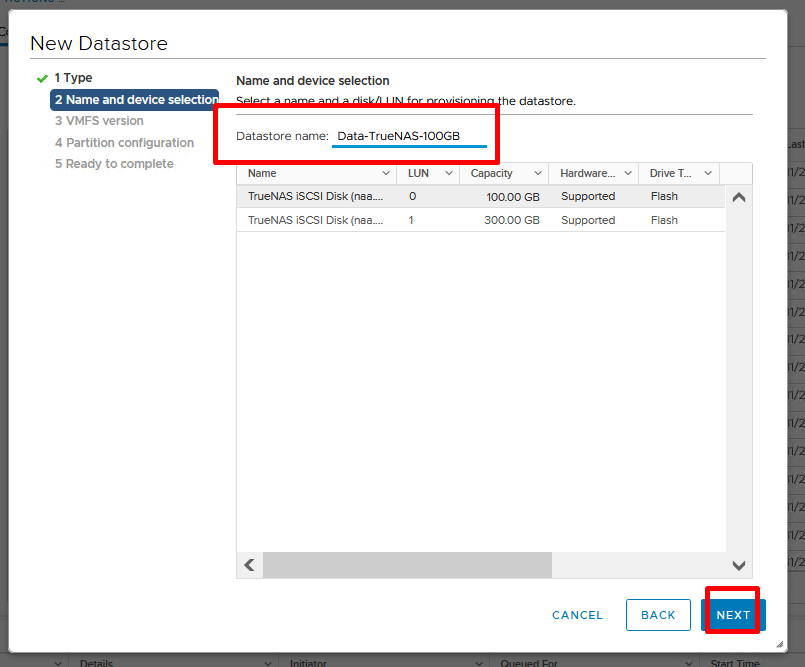 New Datastore
1 Type
2 Name and device selection
3 VMFS version
4 Partition configuration
5 Ready to complete
Name and device selection
Select a name and a disk/LUN for provisioning the datastore.
Datastore name: Data-TrueNAS-100GB
Name LUN Capacity Hardware... Drive T...
TrueNAS iSCSI Disk (naa.... 0 100.00 GB Supported Flash
TrueNAS iSCSI Disk (naa.... 1 300.00 GB Supported Flash
CANCEL BACK NEXT
Details Initiator Queued For Start Time